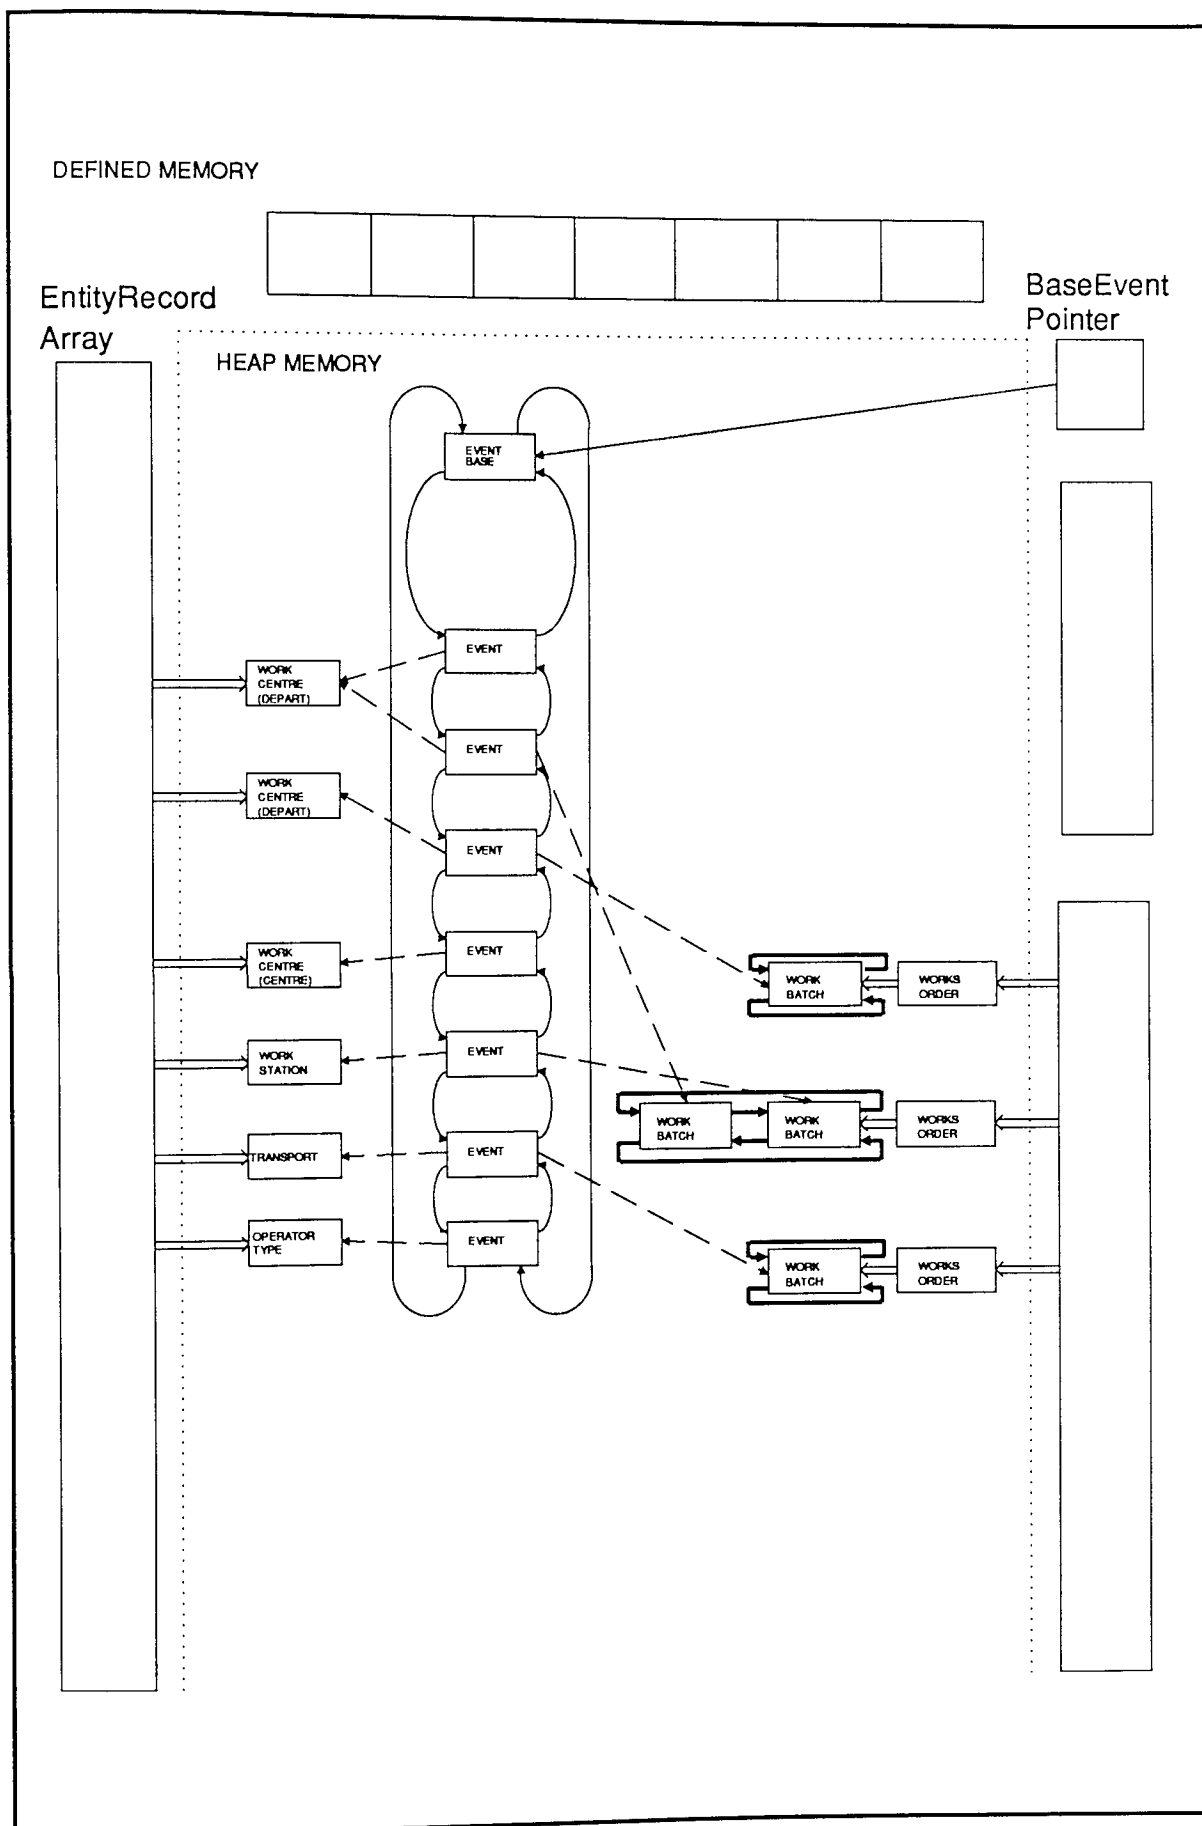 DEFINED MEMORY
EntityRecord
Array
BaseEvent
Pointer
HEAP MEMORY
EVENT
BASE
EVENT
WORK
CENTRE
(DEPART)
EVENT
WORK
CENTRE
(DEPART)
EVENT
WORK
CENTRE
(CENTRE)
EVENT
WORK
BATCH
WORKS
ORDER
WORK
STATION
EVENT
WORK
BATCH
WORK
BATCH
WORKS
ORDER
TRANSPORT
EVENT
OPERATOR
TYPE
EVENT
WORK
BATCH
WORKS
ORDER